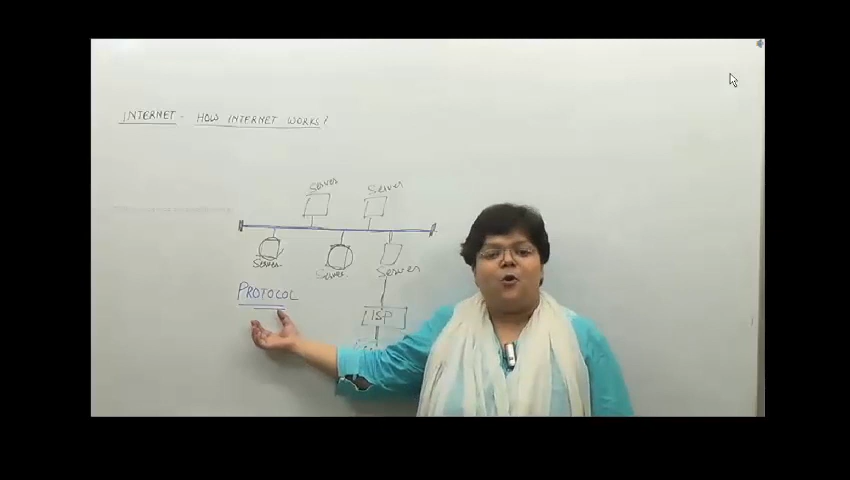 INTERNET - HOW INTERNET WORKS?
Server
Server
Server
Server
Server
PROTOCOL
ISP